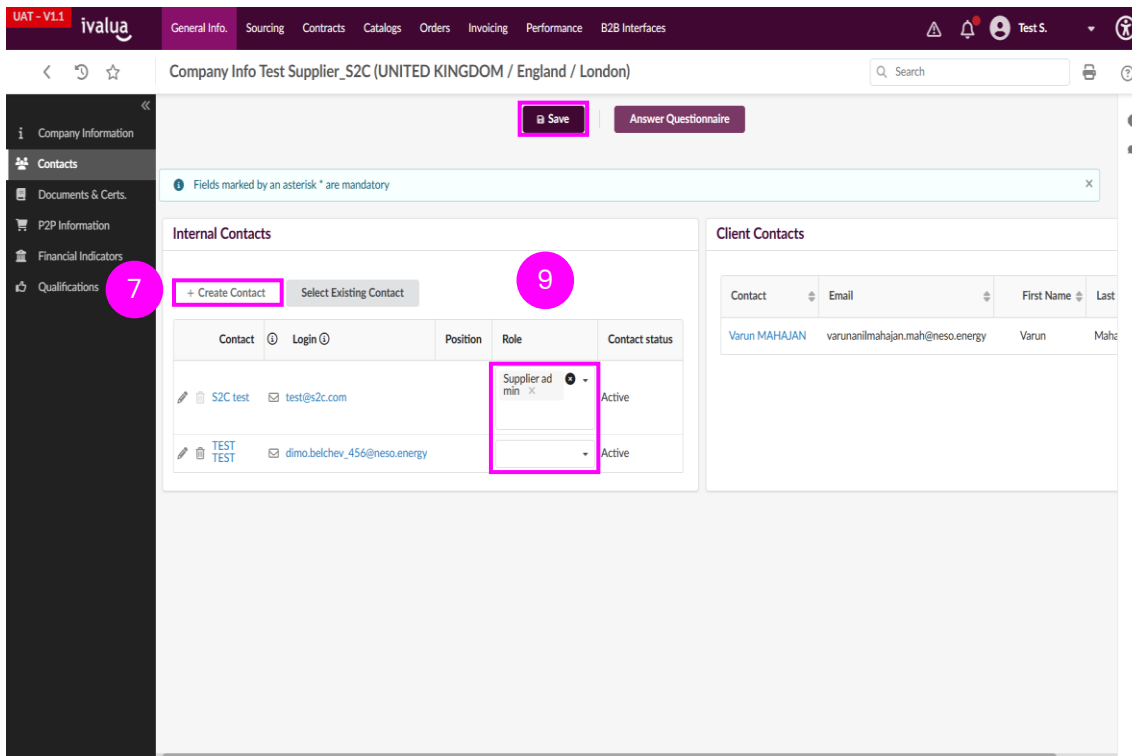 UAT - V1.1
ivalua
General Info. Sourcing Contracts Catalogs Orders Invoicing Performance B2B Interfaces
Test S.
Company Info Test Supplier_S2C (UNITED KINGDOM / England / London)
Search
Save
Answer Questionnaire
Company Information
Contacts
Documents & Certs.
P2P Information
Financial Indicators
Qualifications
Fields marked by an asterisk * are mandatory
Internal Contacts
7
+ Create Contact
Select Existing Contact
9
Contact Login Position Role Contact status
S2C test test@s2c.com Supplier ad
min × Active
TEST
TEST dimo.belchev_456@neso.energy Active
Client Contacts
Contact Email First Name Last
Varun MAHAJAN varunanilmahajan.mah@neso.energy Varun Maha